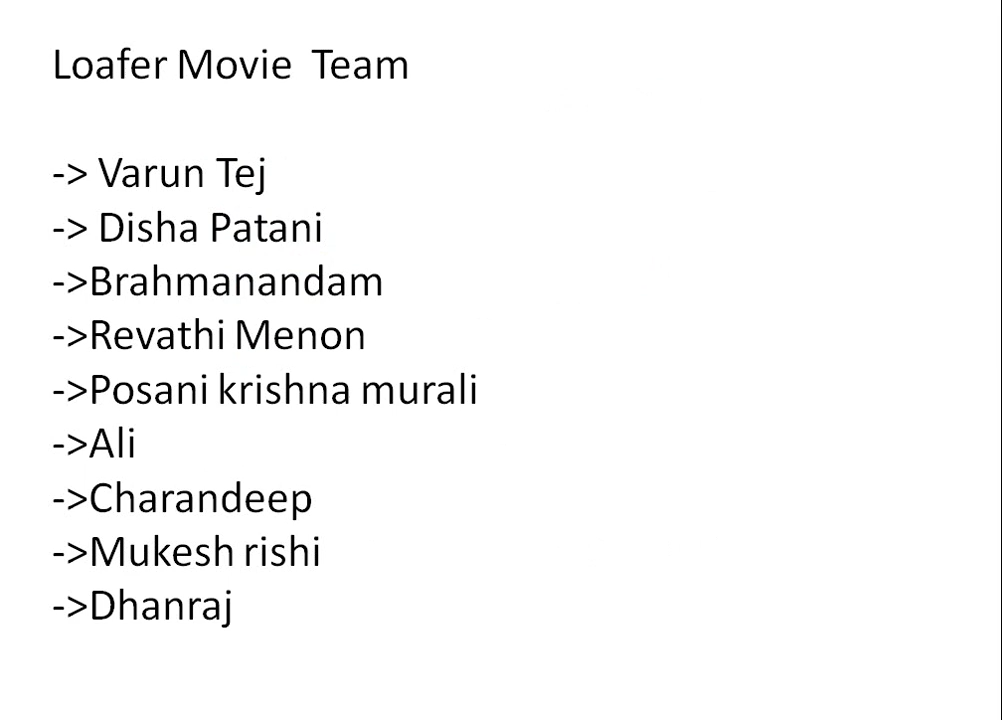 Loafer Movie  Team
-> Varun Tej
-> Disha Patani
->Brahmanandam
->Revathi Menon
->Posani krishna murali
->Ali
->Charandeep
->Mukesh rishi
->Dhanraj